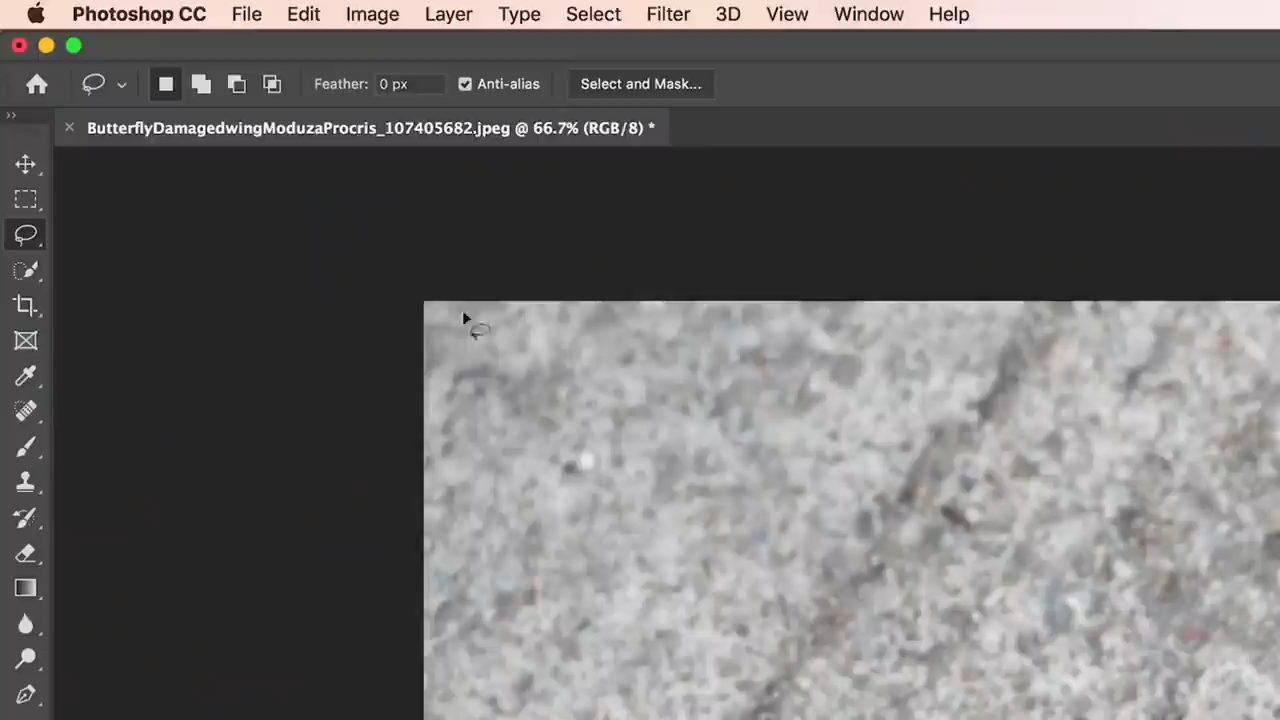 Photoshop CC File Edit Image Layer Type Select Filter 3D View Window Help
Feather: 0 px Anti-alias Select and Mask...
ButterflyDamagedwingModuzaProcris_107405682.jpeg @ 66.7% (RGB/8) *